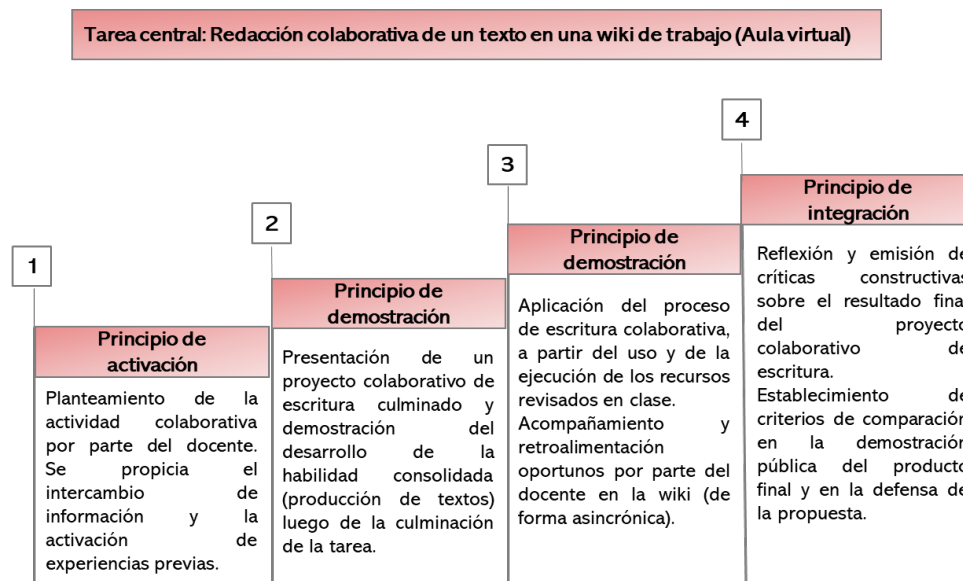 Tarea central: Redacción colaborativa de un texto en una wiki de trabajo (Aula virtual)
1
Principio de
activación
Planteamiento de la
actividad colaborativa
por parte del docente.
Se propicia el
intercambio de
información y la
activación de
experiencias previas.
2
Principio de
demostración
Presentación de un
proyecto colaborativo de
escritura culminado y
demostración del
desarrollo de la
habilidad consolidada
(producción de textos)
luego de la culminación
de la tarea.
3
Principio de
demostración
Aplicación del proceso
de escritura colaborativa,
a partir del uso y de la
ejecución de los recursos
revisados en clase.
Acompañamiento y
retroalimentación
oportunos por parte del
docente en la wiki (de
forma asincrónica).
4
Principio de
integración
Reflexión y emisión de
críticas constructivas
sobre el resultado final
del proyecto
colaborativo de
escritura.
Establecimiento de
criterios de comparación
en la demostración
pública del producto
final y en la defensa de
la propuesta.